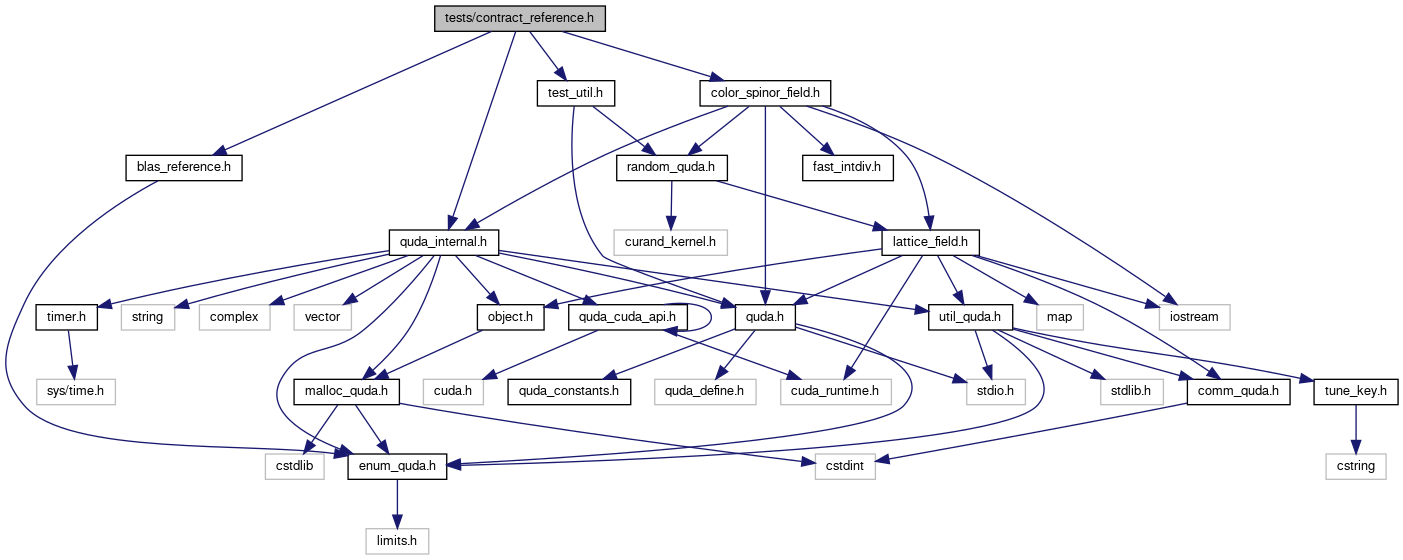 tests/contract_reference.h
test_util.h
color_spinor_field.h
blas_reference.h
random_quda.h
fast_intdiv.h
quda_internal.h
curand_kernel.h
lattice_field.h
timer.h
string
complex
vector
object.h
quda_cuda_api.h
quda.h
util_quda.h
map
iostream
sys/time.h
malloc_quda.h
cuda.h
quda_constants.h
quda_define.h
cuda_runtime.h
stdio.h
stdlib.h
comm_quda.h
tune_key.h
cstdlib
enum_quda.h
cstdint
cstring
limits.h